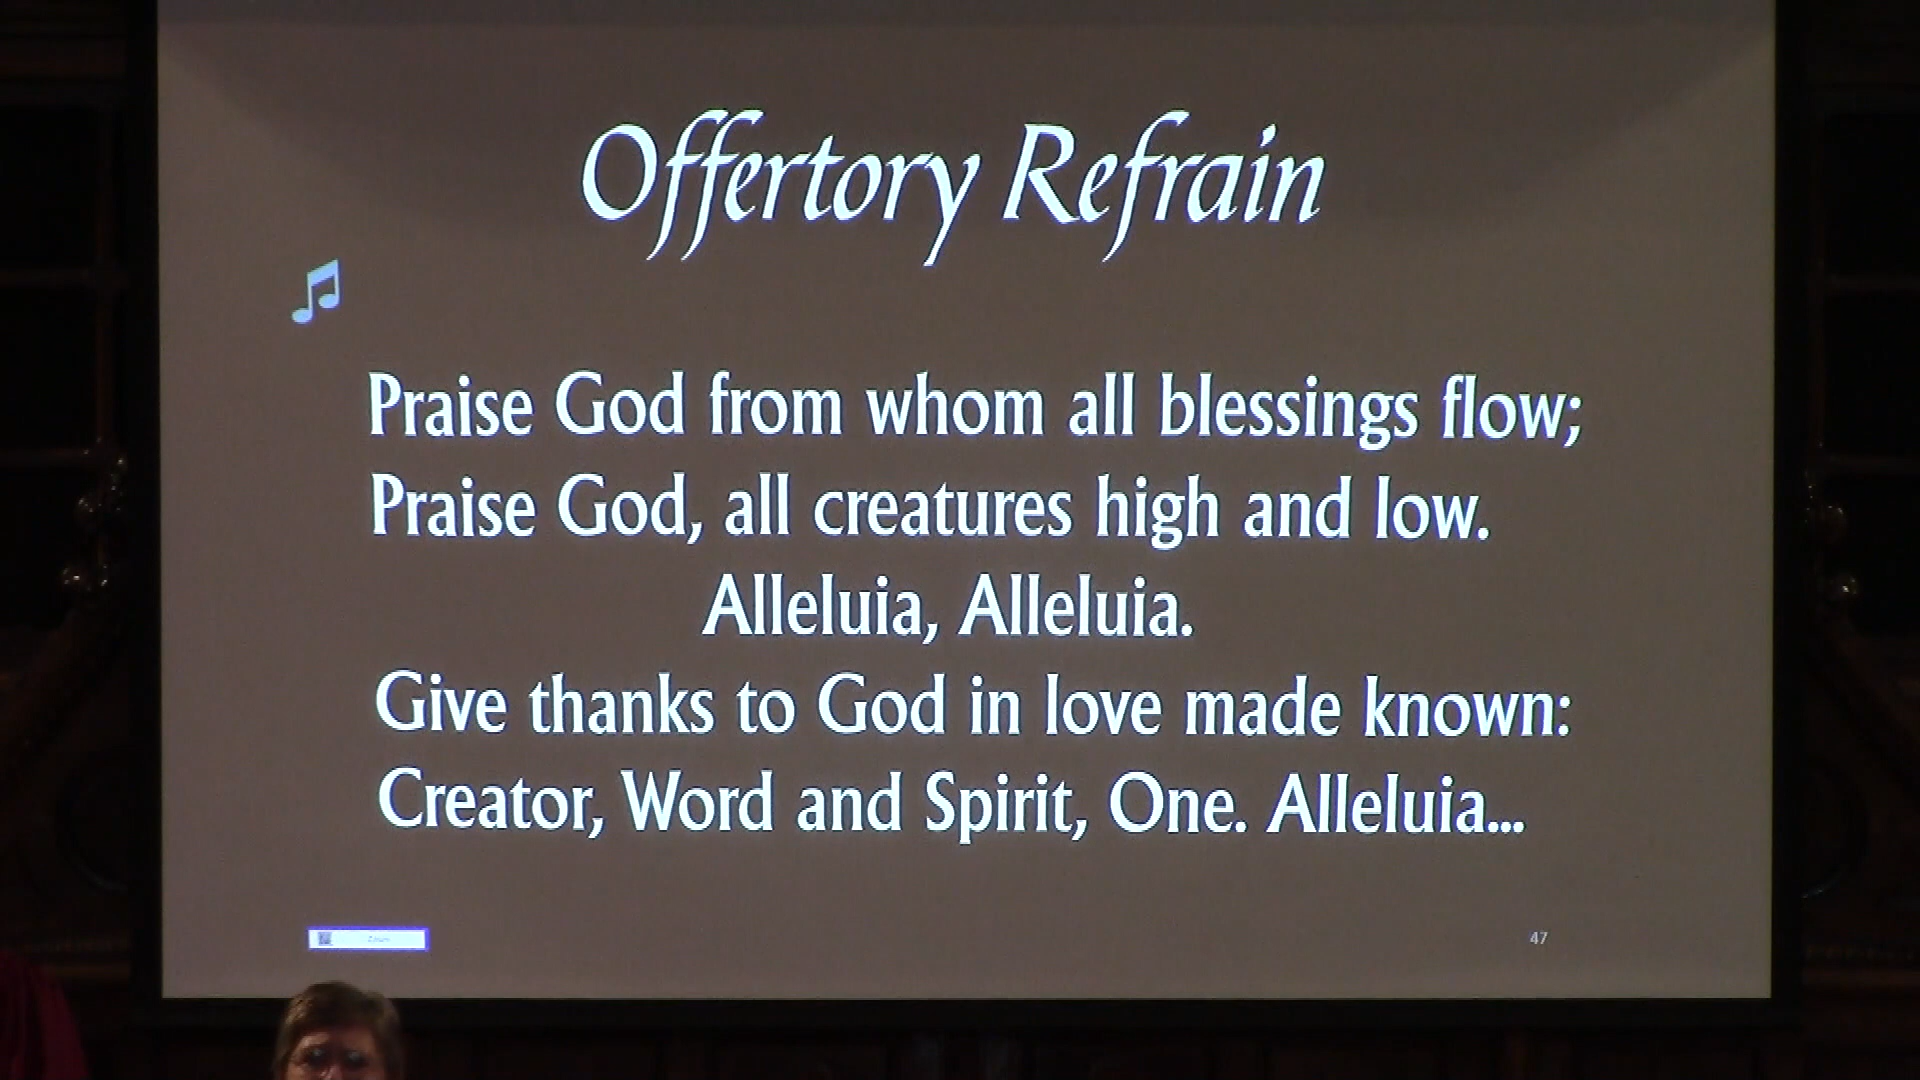 Offertory Refrain
Praise God from whom all blessings flow;
Praise God, all creatures high and low.
Alleluia, Alleluia.
Give thanks to God in love made known:
Creator, Word and Spirit, One. Alleluia...
47